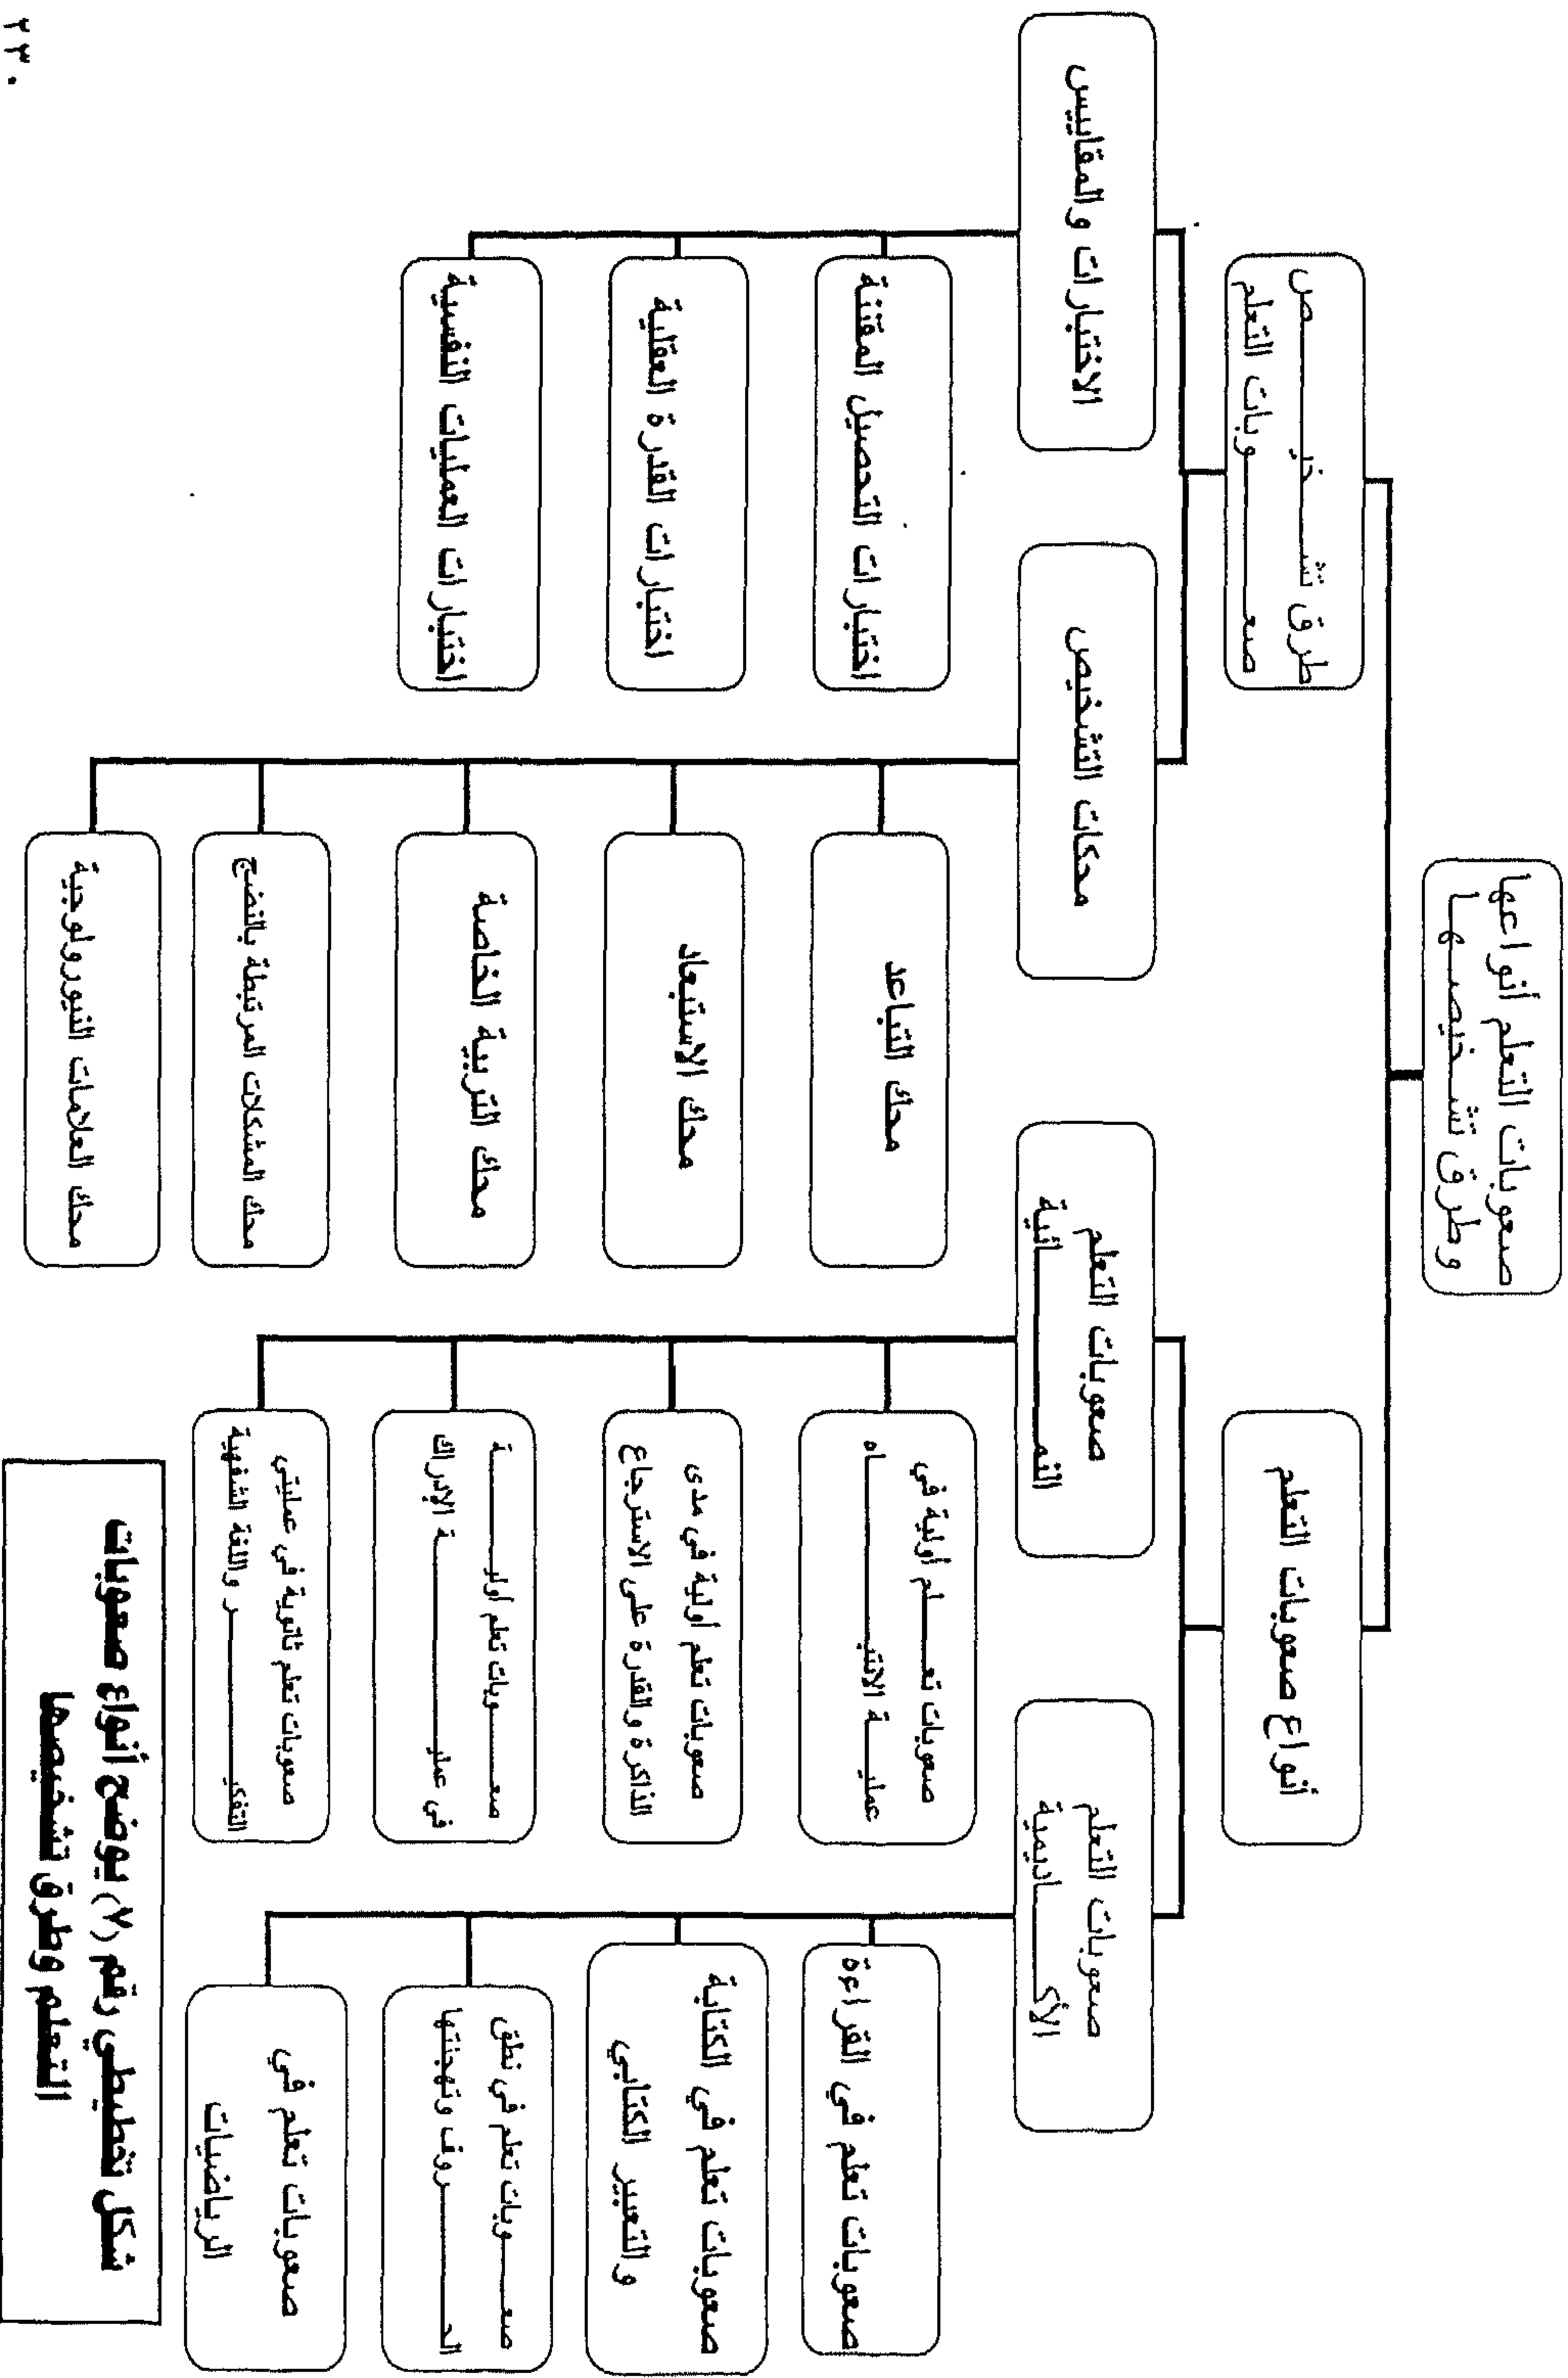 صعوبات التعلم أنواعها
وطرق تشخيصها
أنواع صعوبات التعلم
طرق تشخيص
صعوبات التعلم
صعوبات التعلم
الأكاديمية
صعوبات التعلم
النمائية
محكات التشخيص
الاختبارات والمقاييس
صعوبات تعلم في القراءة
صعوبات تعلم في الكتابة
والتعبير الكتابي
صعوبات تعلم في نطق
الحروف وتهجئتها
صعوبات تعلم في
الرياضيات
صعوبات تعلم أولية في
عملية الانتباه
صعوبات تعلم أولية في مدى
الذاكرة والقدرة على الاسترجاع
صعوبات تعلم أولية
في عملية الإدراك
صعوبات تعلم ثانوية في عمليتي
التفكير واللغة الشفهية
محك التباعد
محك الاستبعاد
محك التربية الخاصة
محك المشكلات المرتبطة بالنضج
محك العلامات النيورولوجية
اختبارات التحصيل المقننة
اختبارات القدرة العقلية
اختبارات العمليات النفسية
شكل تخطيطي رقم (٧) يوضح أنواع صعوبات
التعلم وطرق تشخيصها
٢٣٠